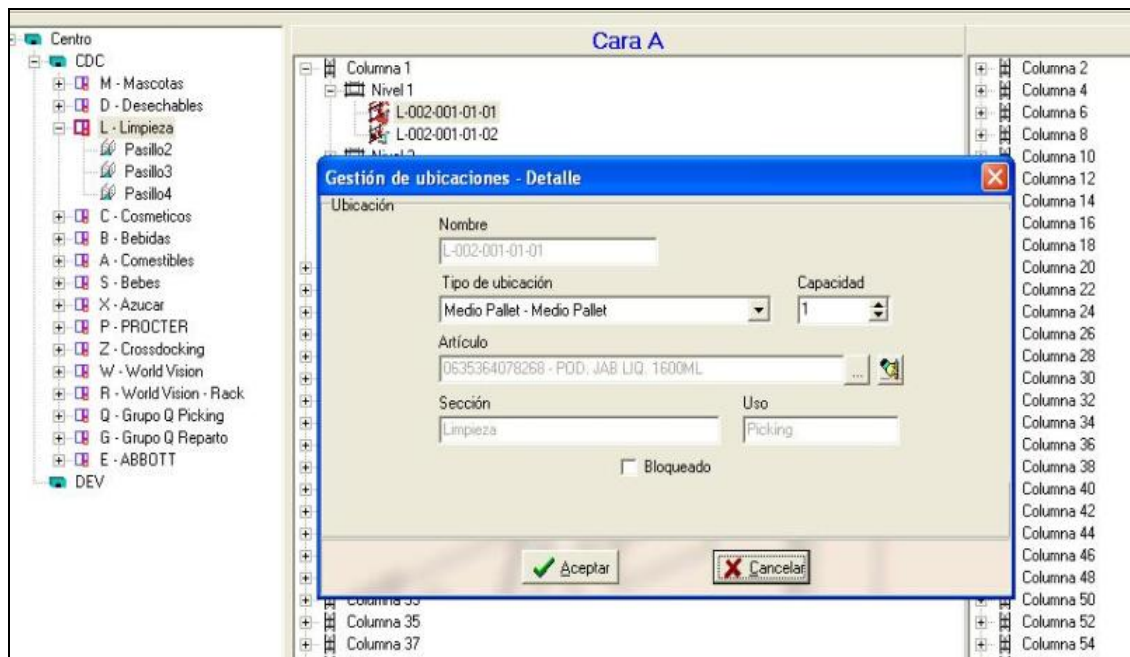 Centro
CDC
M - Mascotas
D - Desechables
L - Limpieza
Pasillo2
Pasillo3
Pasillo4
C - Cosmeticos
B - Bebidas
A - Comestibles
S - Bebes
X - Azucar
P - PROCTER
Z - Crossdocking
W - World Vision
R - World Vision - Rack
Q - Grupo Q Picking
G - Grupo Q Reparto
E - ABBOTT
DEV
Cara A
Columna 1
Nivel 1
L-002-001-01-01
L-002-001-01-02
Gestión de ubicaciones - Detalle
Ubicación
Nombre
L-002-001-01-01
Tipo de ubicación
Capacidad
Medio Pallet - Medio Pallet
1
Artículo
0635364078268 - POD. JAB LIQ. 1600ML
...
Sección
Uso
Limpieza
Picking
Bloqueado
Aceptar
Cancelar
Columna 35
Columna 37
Columna 2
Columna 4
Columna 6
Columna 8
Columna 10
Columna 12
Columna 14
Columna 16
Columna 18
Columna 20
Columna 22
Columna 24
Columna 26
Columna 28
Columna 30
Columna 32
Columna 34
Columna 36
Columna 38
Columna 40
Columna 42
Columna 44
Columna 46
Columna 48
Columna 50
Columna 52
Columna 54